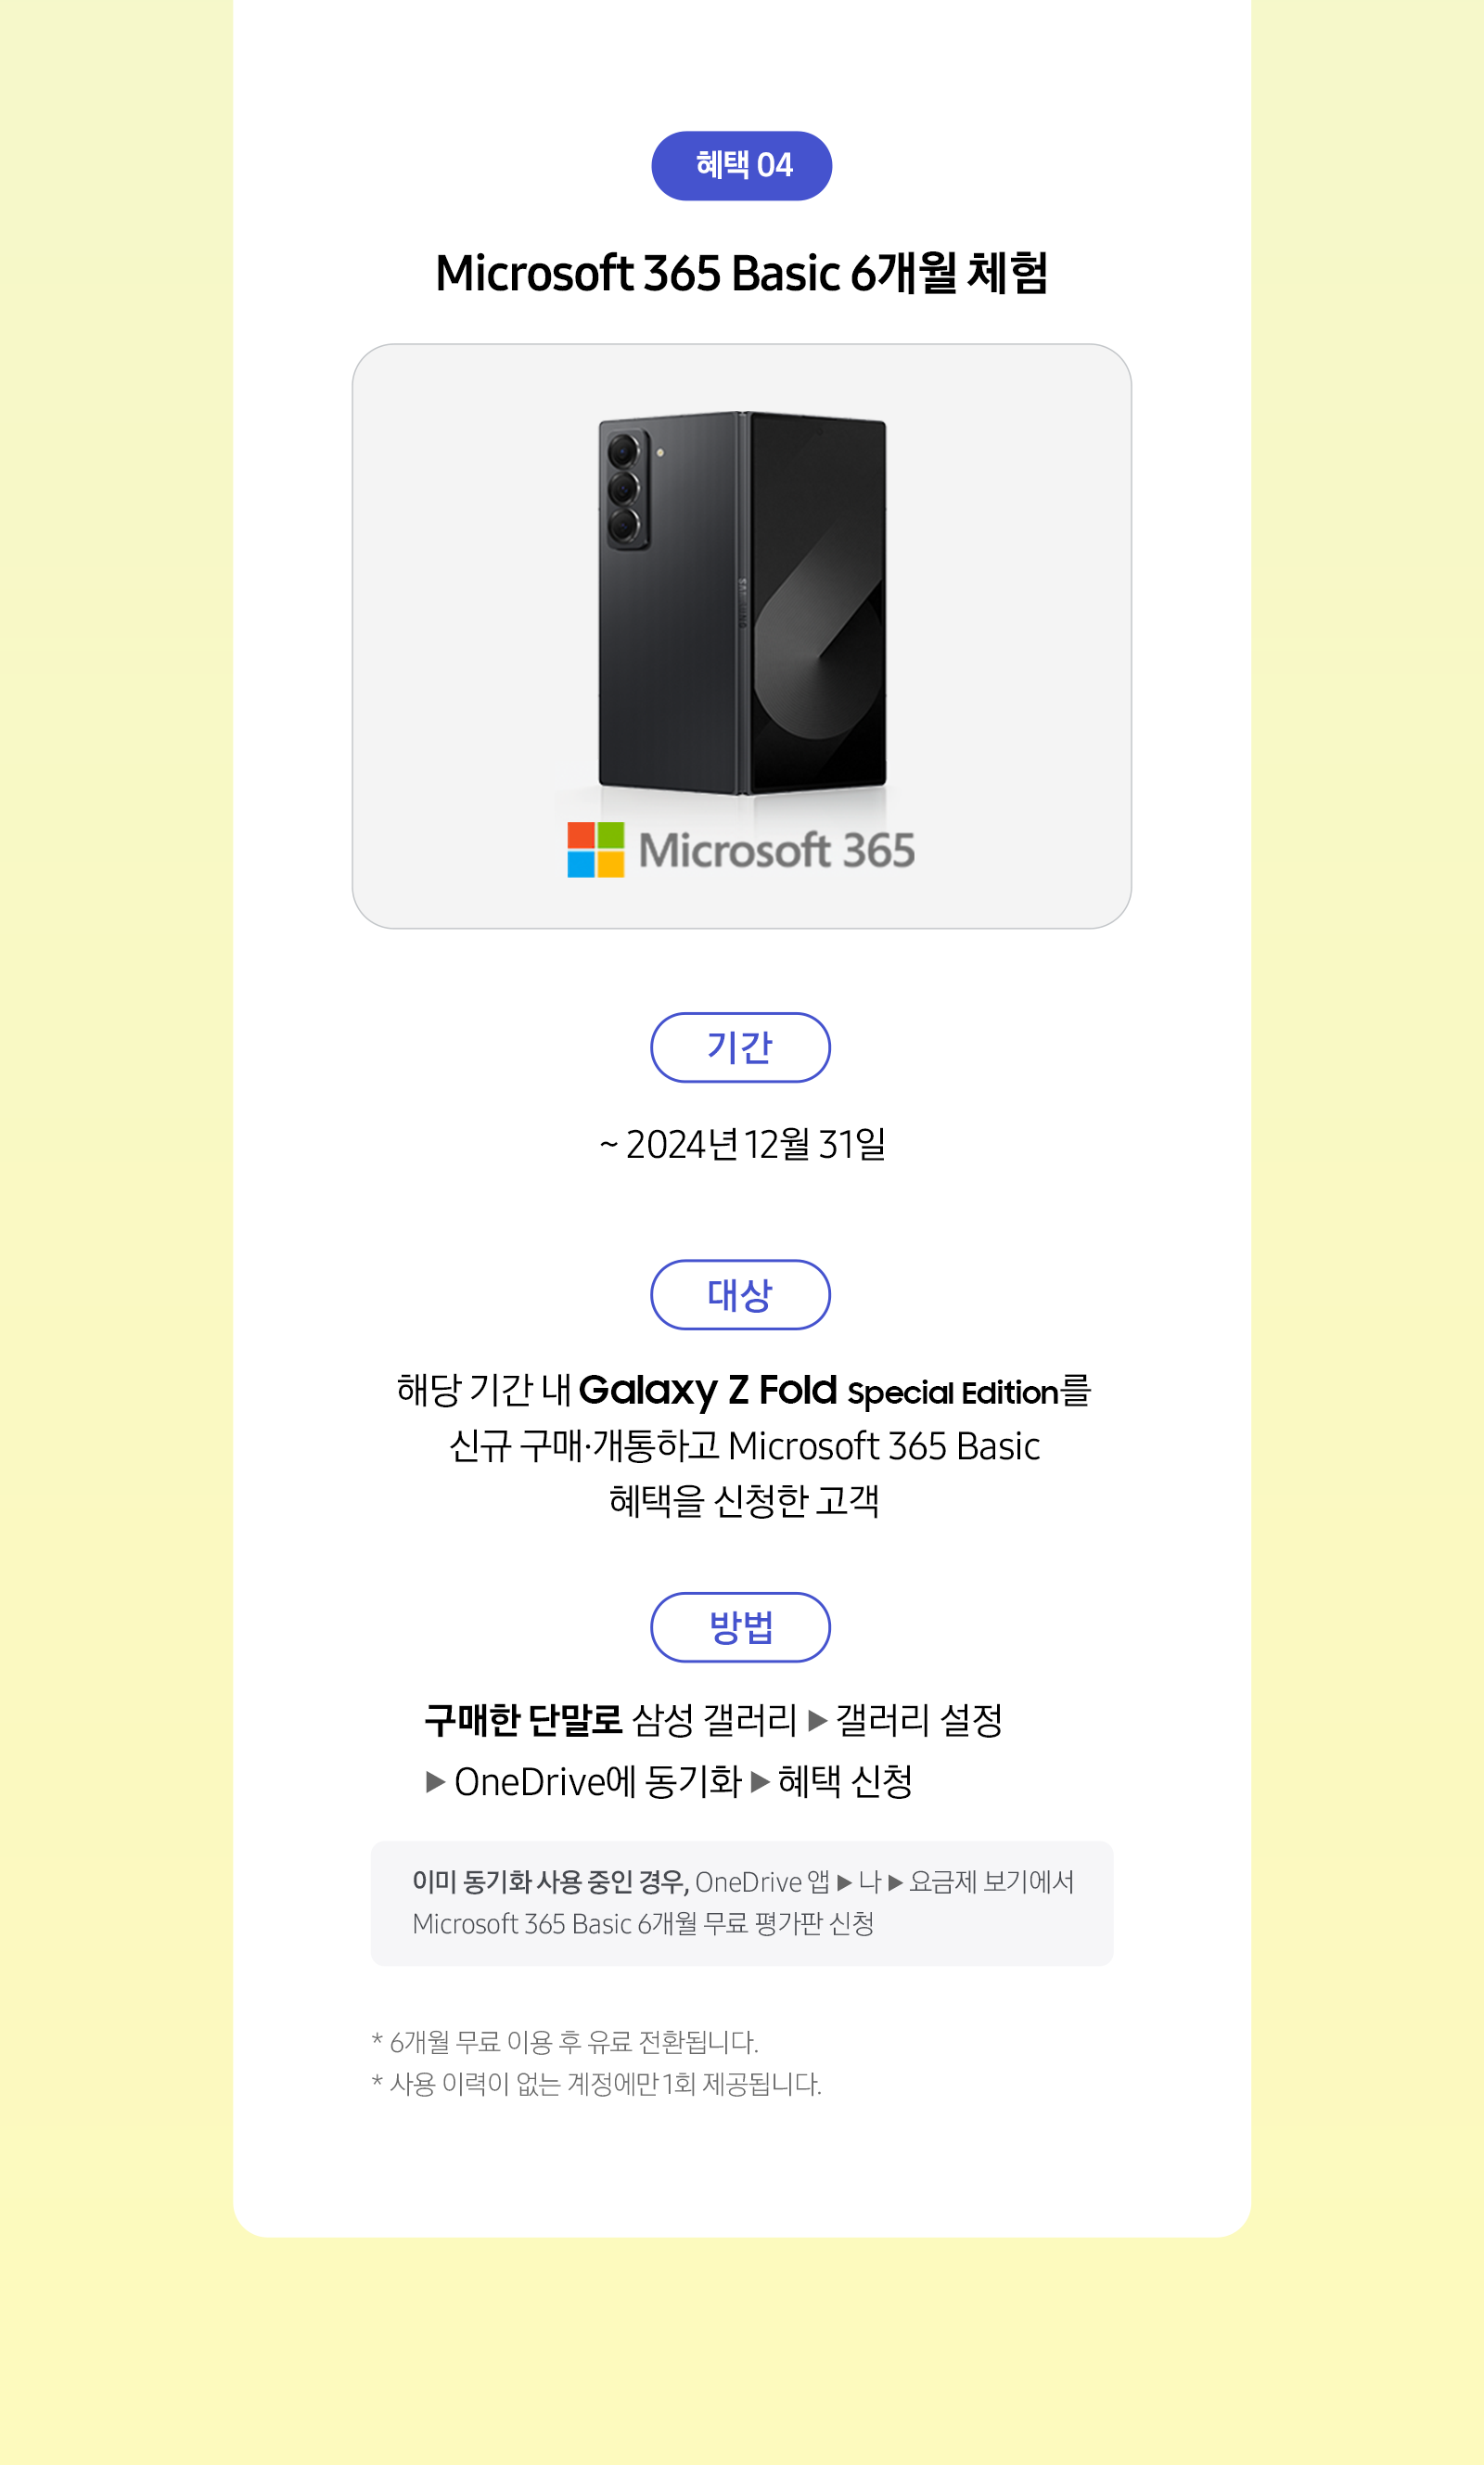 혜택 04
Microsoft 365 Basic 6개월 체험
SAMSUNG
Microsoft 365
기간
~ 2024년 12월 31일
대상
해당 기간 내 Galaxy Z Fold Special Edition를
신규 구매·개통하고 Microsoft 365 Basic
혜택을 신청한 고객
방법
구매한 단말로 삼성 갤러리 ▶ 갤러리 설정
▶ OneDrive에 동기화 ▶ 혜택 신청
이미 동기화 사용 중인 경우, OneDrive 앱 ▶ 나 ▶ 요금제 보기에서
Microsoft 365 Basic 6개월 무료 평가판 신청
* 6개월 무료 이용 후 유료 전환됩니다.
* 사용 이력이 없는 계정에만 1회 제공됩니다.